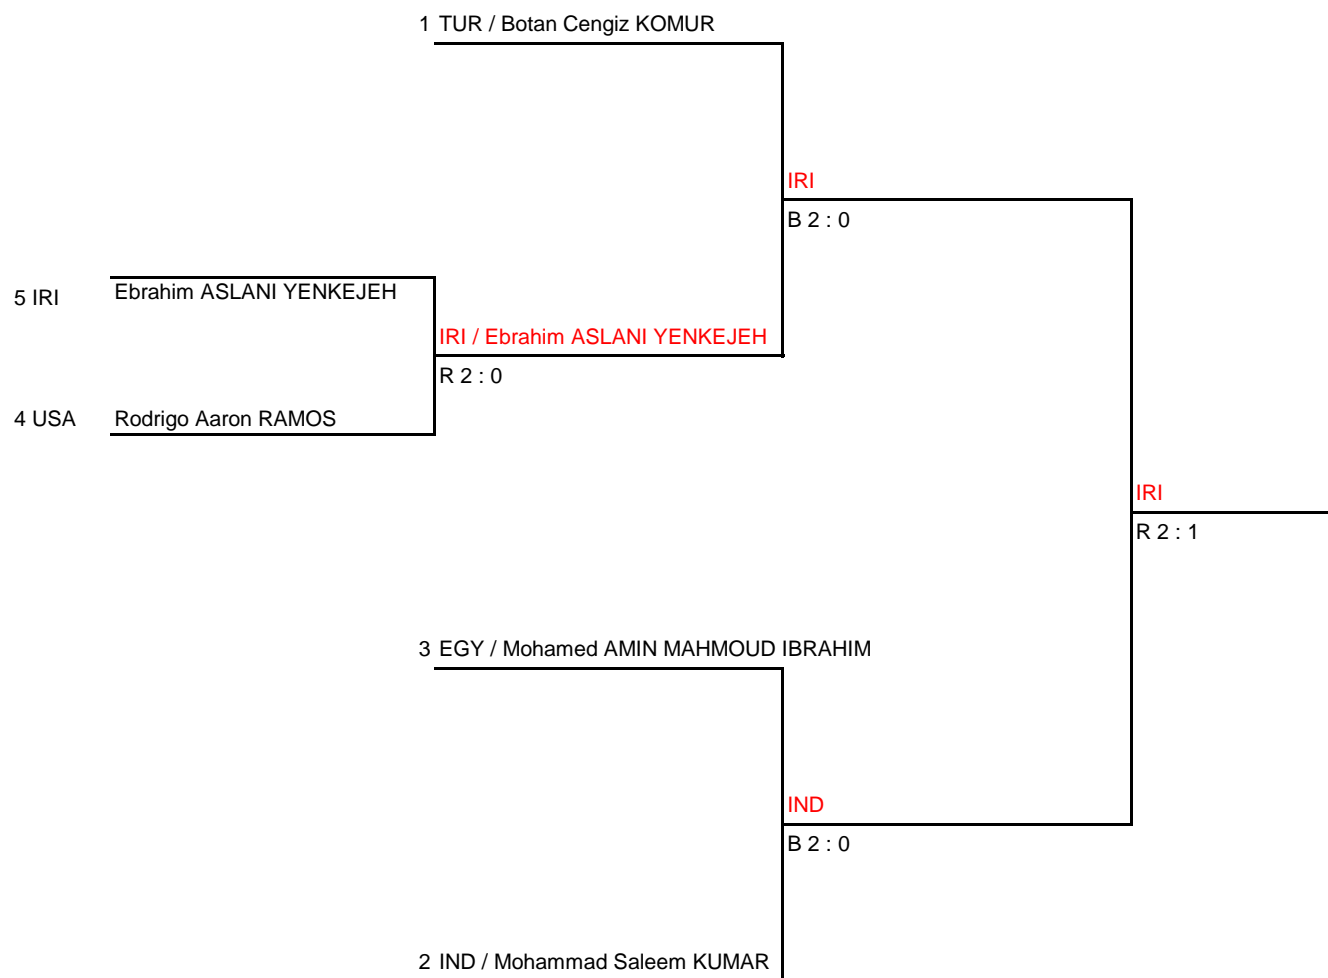 1 TUR / Botan Cengiz KOMUR
IRI
B 2 : 0
5 IRI Ebrahim ASLANI YENKEJEH
IRI / Ebrahim ASLANI YENKEJEH
R 2 : 0
4 USA Rodrigo Aaron RAMOS
IRI
R 2 : 1
3 EGY / Mohamed AMIN MAHMOUD IBRAHIM
IND
B 2 : 0
2 IND / Mohammad Saleem KUMAR